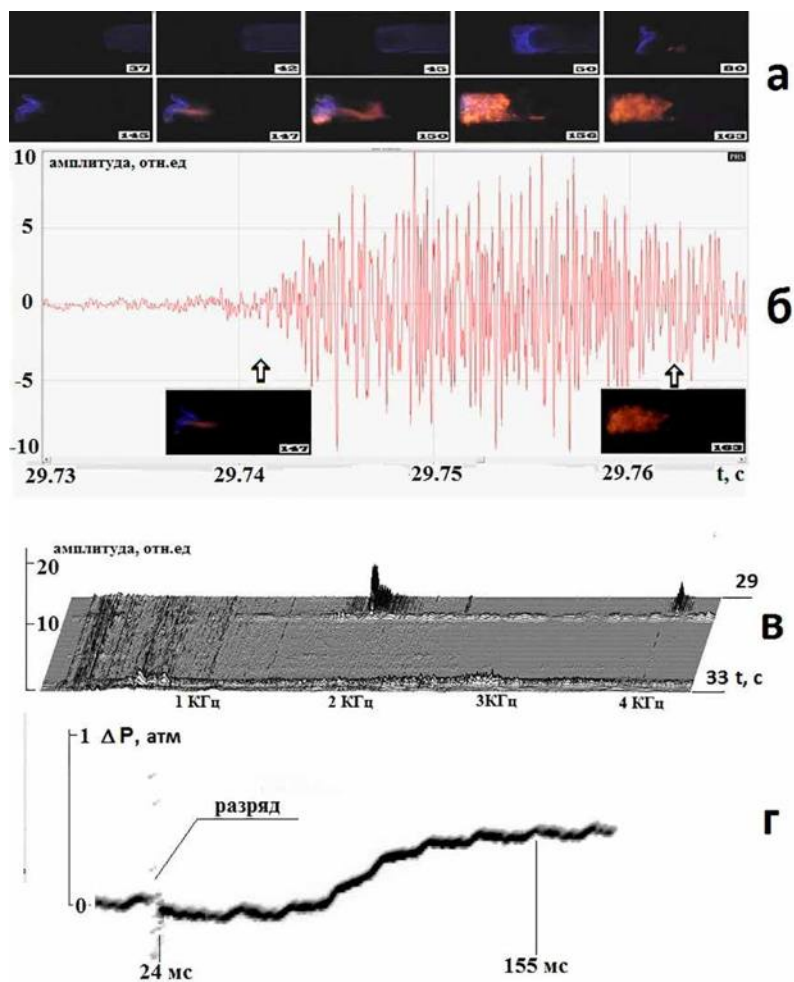 37 42 45 50 80
а
145 147 150 156 163
10 амплитуда, отн.ед
5
0
б
-5
147 163
-10
29.73 29.74 29.75 29.76 t, c
амплитуда, отн.ед
20
29
10
в
33 t, c
1 КГц 2 КГц 3КГц 4 КГц
1 Δ P, атм
разряд
г
0
24 мс 155 мс